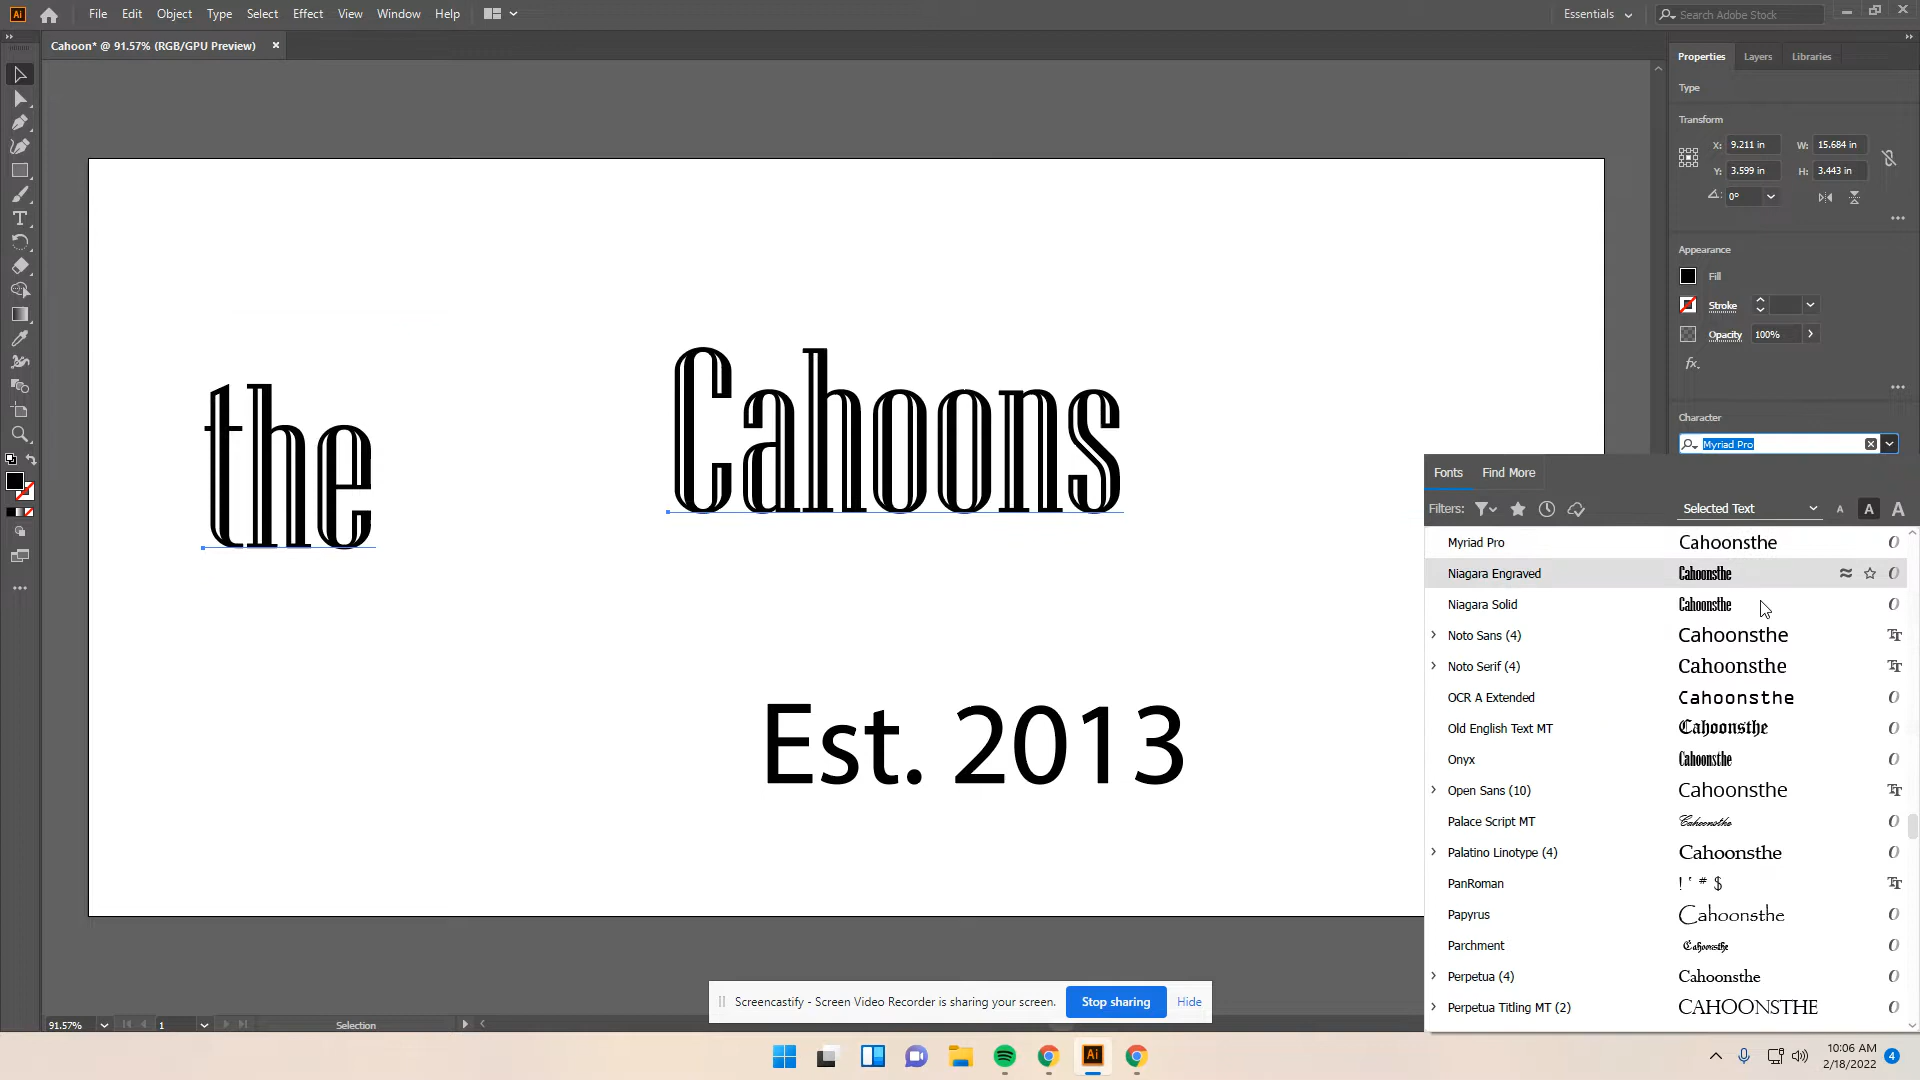 Ai File Edit Object Type Select Effect View Window Help Essentials Search Adobe Stock
Cahoon* @ 91.57% (RGB/GPU Preview) ×
Properties Layers Libraries
Type
Transform
X: 9.211 in W: 15.684 in
Y: 3.599 in H: 3.443 in
0°
Appearance
Fill
Stroke
Opacity 100%
fx.
Character
Myriad Pro
the
Cahoons
Est. 2013
Fonts Find More
Filters: Selected Text A A A
Myriad Pro Cahoonsthe
Niagara Engraved Cahoonsthe
Niagara Solid Cahoonsthe
Noto Sans (4) Cahoonsthe
Noto Serif (4) Cahoonsthe
OCR A Extended Cahoonsthe
Old English Text MT Cahoonsthe
Onyx Cahoonsthe
Open Sans (10) Cahoonsthe
Palace Script MT Cahoonsthe
Palatino Linotype (4) Cahoonsthe
PanRoman ! ' # $
Papyrus Cahoonsthe
Parchment Cahoonsthe
Perpetua (4) Cahoonsthe
Perpetua Titling MT (2) CAHOONSTHE
Screencastify - Screen Video Recorder is sharing your screen. Stop sharing Hide
91.57% 1 Selection
Ai
10:06 AM
2/18/2022 4